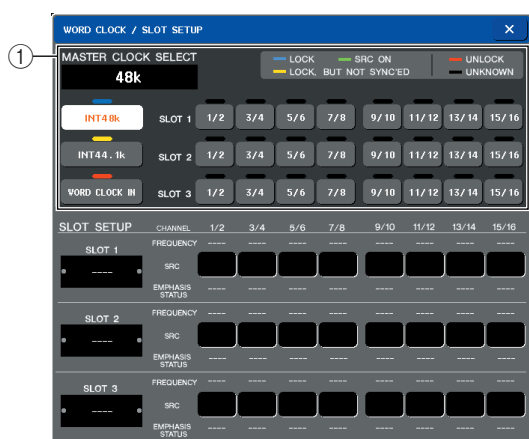 WORD CLOCK / SLOT SETUP ×
1
MASTER CLOCK SELECT
48k
LOCK SRC ON UNLOCK
LOCK, BUT NOT SYNC'ED UNKNOWN
INT48k SLOT 1 1/2 3/4 5/6 7/8 9/10 11/12 13/14 15/16
INT44.1k SLOT 2 1/2 3/4 5/6 7/8 9/10 11/12 13/14 15/16
WORD CLOCK IN SLOT 3 1/2 3/4 5/6 7/8 9/10 11/12 13/14 15/16
SLOT SETUP CHANNEL 1/2 3/4 5/6 7/8 9/10 11/12 13/14 15/16
SLOT 1 FREQUENCY ---- ---- ---- ---- ---- ---- ---- ----
---- SRC
EMPHASIS STATUS ---- ---- ---- ---- ---- ---- ---- ----
SLOT 2 FREQUENCY ---- ---- ---- ---- ---- ---- ---- ----
---- SRC
EMPHASIS STATUS ---- ---- ---- ---- ---- ---- ---- ----
SLOT 3 FREQUENCY ---- ---- ---- ---- ---- ---- ---- ----
---- SRC
EMPHASIS STATUS ---- ---- ---- ---- ---- ---- ---- ----